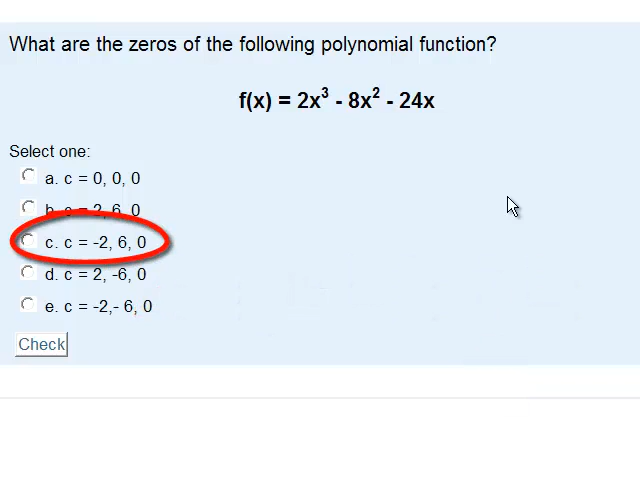 What are the zeros of the following polynomial function?
f(x) = 2x³ - 8x² - 24x
Select one:
a. c = 0, 0, 0
b. c = 2, 6, 0
c. c = -2, 6, 0
d. c = 2, -6, 0
e. c = -2,- 6, 0
Check